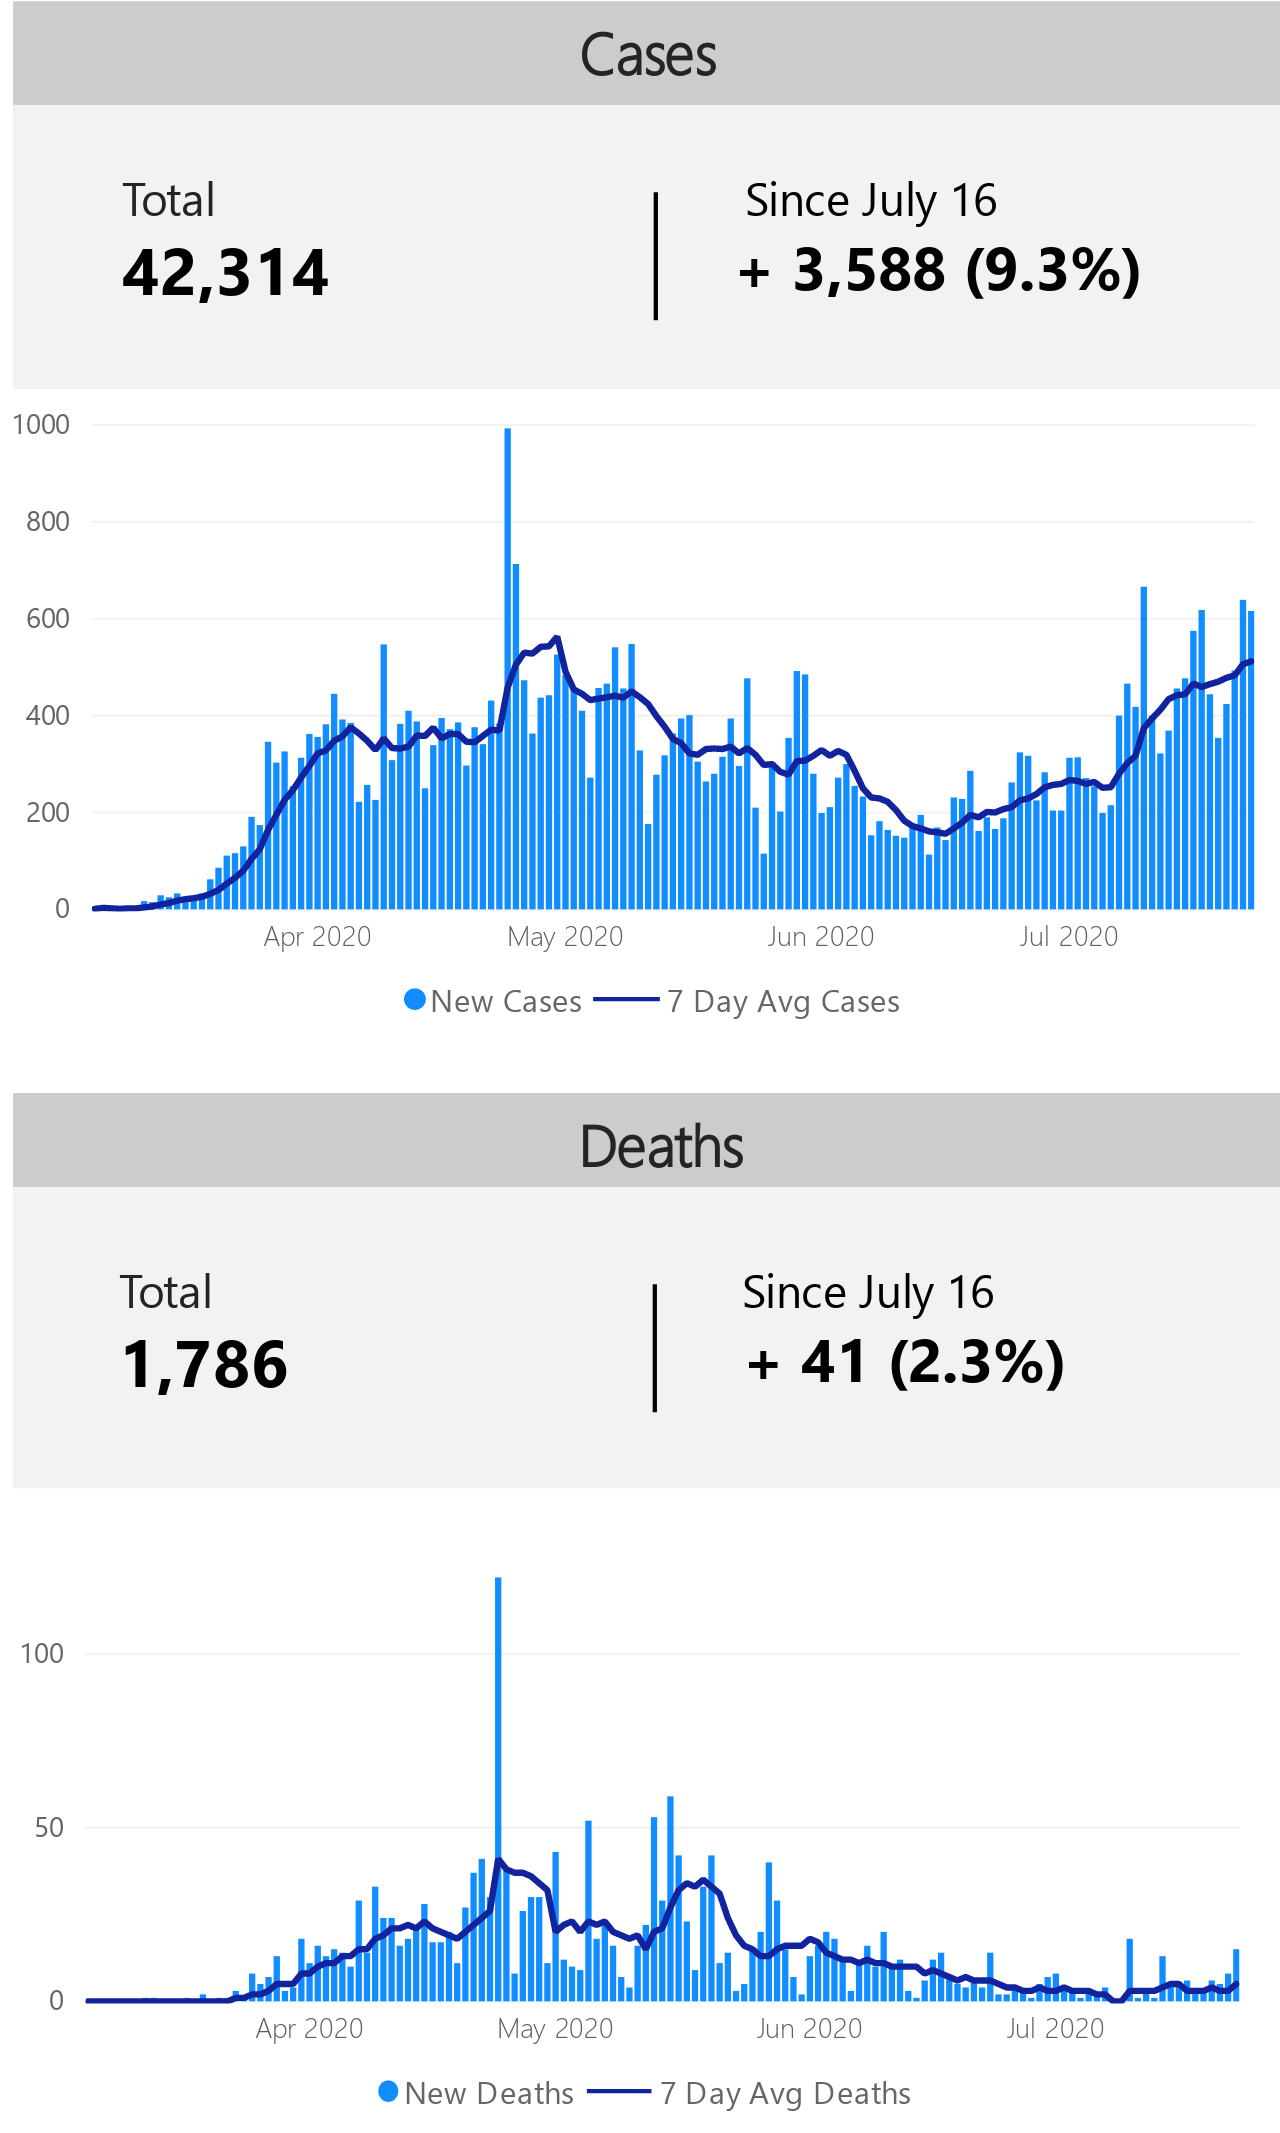 Cases
Total
Since July 16
42,314
+ 3,588 (9.3%)
1000
800
600
400
200
0
Apr 2020
May 2020
Jun 2020
Jul 2020
New Cases
7 Day Avg Cases
Deaths
Total
Since July 16
1,786
+ 41 (2.3%)
100
50
0
Apr 2020
May 2020
Jun 2020
Jul 2020
New Deaths
7 Day Avg Deaths